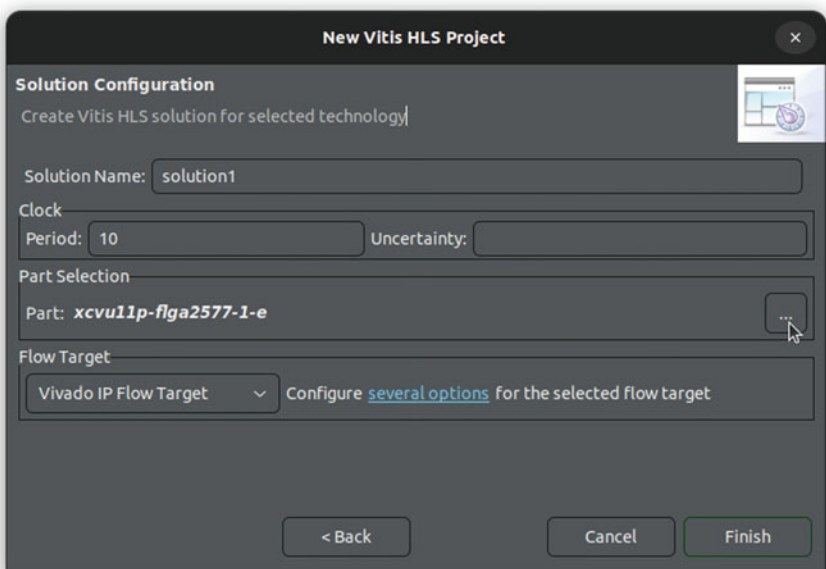 New Vitis HLS Project
Solution Configuration
Create Vitis HLS solution for selected technology
Solution Name: solution1
Clock
Period: 10 Uncertainty:
Part Selection
Part: xcvu11p-flga2577-1-e
...
Flow Target
Vivado IP Flow Target Configure several options for the selected flow target
< Back Cancel Finish